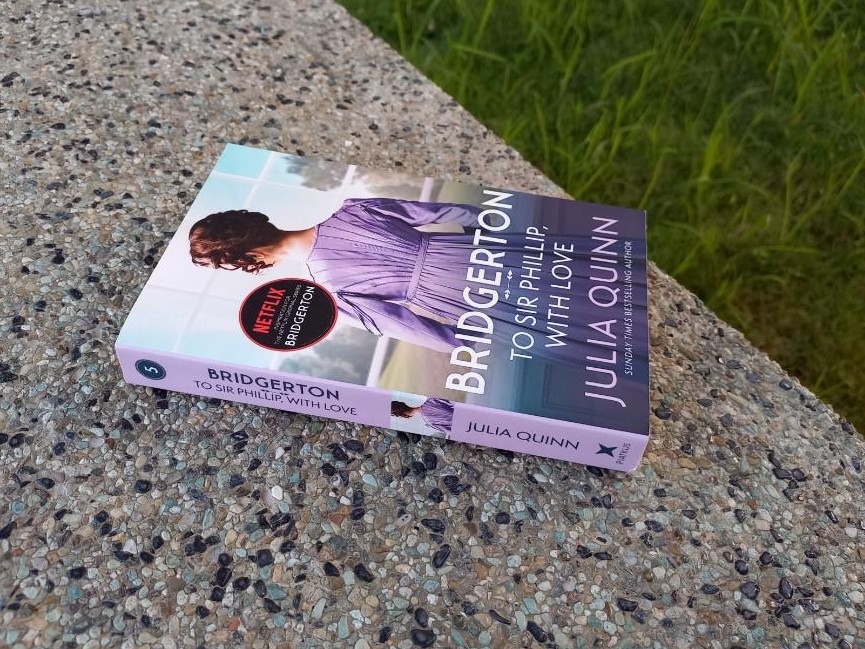 BRIDGERTON
TO SIR PHILLIP,
WITH LOVE
JULIA QUINN
SUNDAY TIMES BESTSELLING AUTHOR
NETFLIX
BRIDGERTON
5
BRIDGERTON
TO SIR PHILLIP, WITH LOVE
JULIA QUINN
PIATKUS